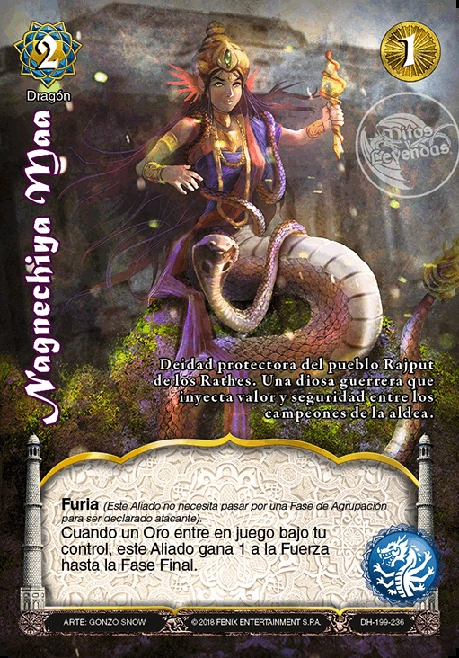 2
1
Dragón
Nagnechiya Maa
Mitos y
Leyendas
Deidad protectora del pueblo Rajput
de los Rathes. Una diosa guerrera que
inyecta valor y seguridad entre los
campeones de la aldea.
Furia (Este Aliado no necesita pasar por una Fase de Agrupación
para ser declarado atacante).
Cuando un Oro entre en juego bajo tu
control, este Aliado gana 1 a la Fuerza
hasta la Fase Final.
ARTE: GONZO SNOW
©2018 FENIX ENTERTAINMENT S.P.A.
DH-199-236